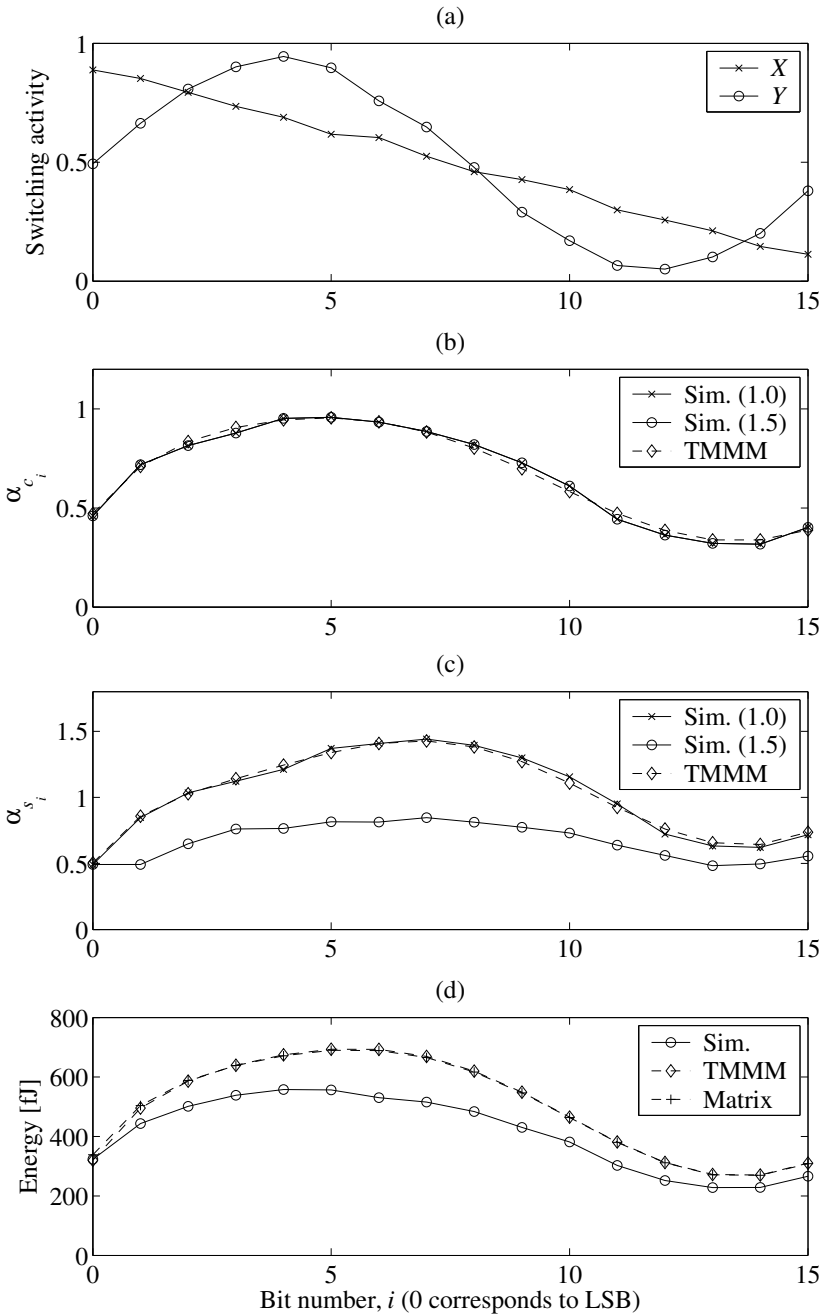 (a)
1
0.5
0
Switching activity
X
Y
0
5
10
15
(b)
1
0.5
0
α_{c_i}
Sim. (1.0)
Sim. (1.5)
TMMM
0
5
10
15
(c)
1.5
1
0.5
0
α_{s_i}
Sim. (1.0)
Sim. (1.5)
TMMM
0
5
10
15
(d)
800
600
400
200
0
Energy [fJ]
Sim.
TMMM
Matrix
0
5
10
15
Bit number, i (0 corresponds to LSB)